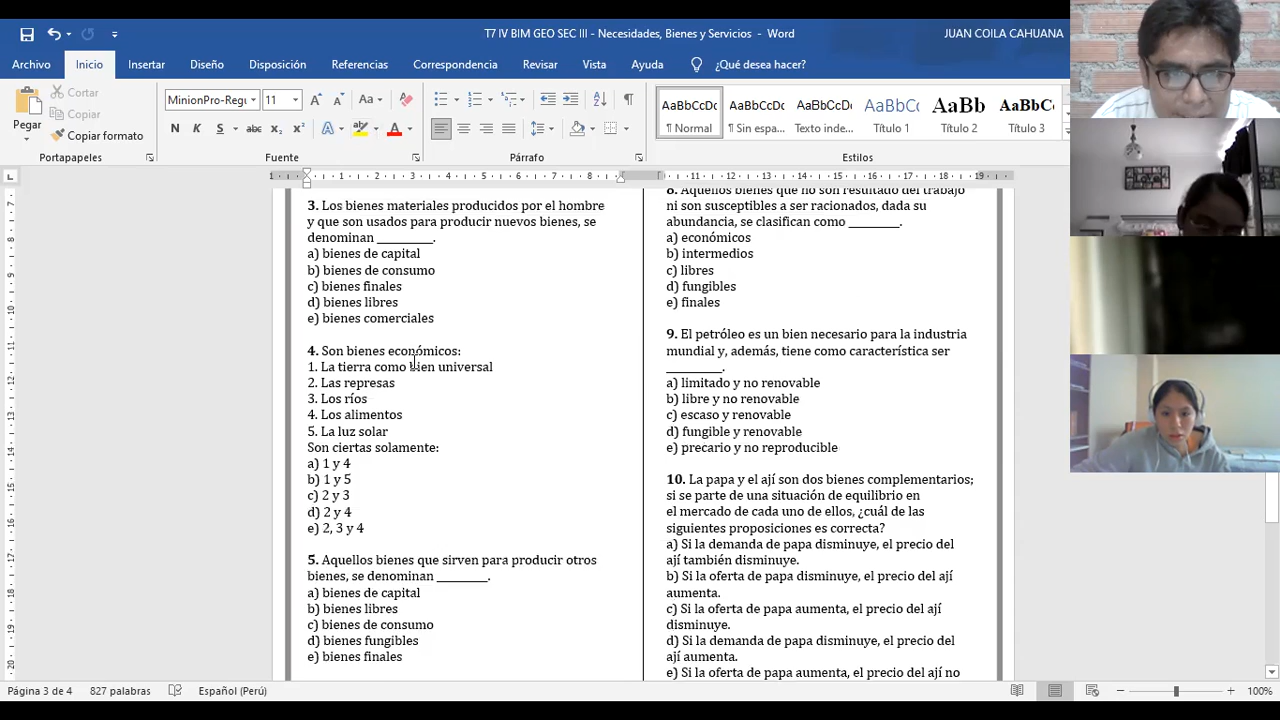 T7 IV BIM GEO SEC III - Necesidades, Bienes y Servicios - Word
JUAN COILA CAHUANA
Archivo Inicio Insertar Diseño Disposición Referencias Correspondencia Revisar Vista Ayuda ¿Qué desea hacer?
Pegar
Cortar
Copiar
Copiar formato
Portapapeles
MinionPro-Regu 11
N K S abc x₂ x²
Fuente
Párrafo
AaBbCcDc ¶ Normal
AaBbCcDc ¶ Sin espa...
AaBbCcDc Texto inde...
AaBbCc Título 1
AaBb Título 2
AaBbCc Título 3
Estilos
3. Los bienes materiales producidos por el hombre
y que son usados para producir nuevos bienes, se
denominan ________.
a) bienes de capital
b) bienes de consumo
c) bienes finales
d) bienes libres
e) bienes comerciales
4. Son bienes económicos:
1. La tierra como bien universal
2. Las represas
3. Los ríos
4. Los alimentos
5. La luz solar
Son ciertas solamente:
a) 1 y 4
b) 1 y 5
c) 2 y 3
d) 2 y 4
e) 2, 3 y 4
5. Aquellos bienes que sirven para producir otros
bienes, se denominan ________.
a) bienes de capital
b) bienes libres
c) bienes de consumo
d) bienes fungibles
e) bienes finales
8. Aquellos bienes que no son resultado del trabajo
ni son susceptibles a ser racionados, dada su
abundancia, se clasifican como ________.
a) económicos
b) intermedios
c) libres
d) fungibles
e) finales
9. El petróleo es un bien necesario para la industria
mundial y, además, tiene como característica ser
________.
a) limitado y no renovable
b) libre y no renovable
c) escaso y renovable
d) fungible y renovable
e) precario y no reproducible
10. La papa y el ají son dos bienes complementarios;
si se parte de una situación de equilibrio en
el mercado de cada uno de ellos, ¿cuál de las
siguientes proposiciones es correcta?
a) Si la demanda de papa disminuye, el precio del
ají también disminuye.
b) Si la oferta de papa disminuye, el precio del ají
aumenta.
c) Si la oferta de papa aumenta, el precio del ají
disminuye.
d) Si la demanda de papa disminuye, el precio del
ají aumenta.
e) Si la oferta de papa aumenta, el precio del ají no
Página 3 de 4 827 palabras Español (Perú) 100%